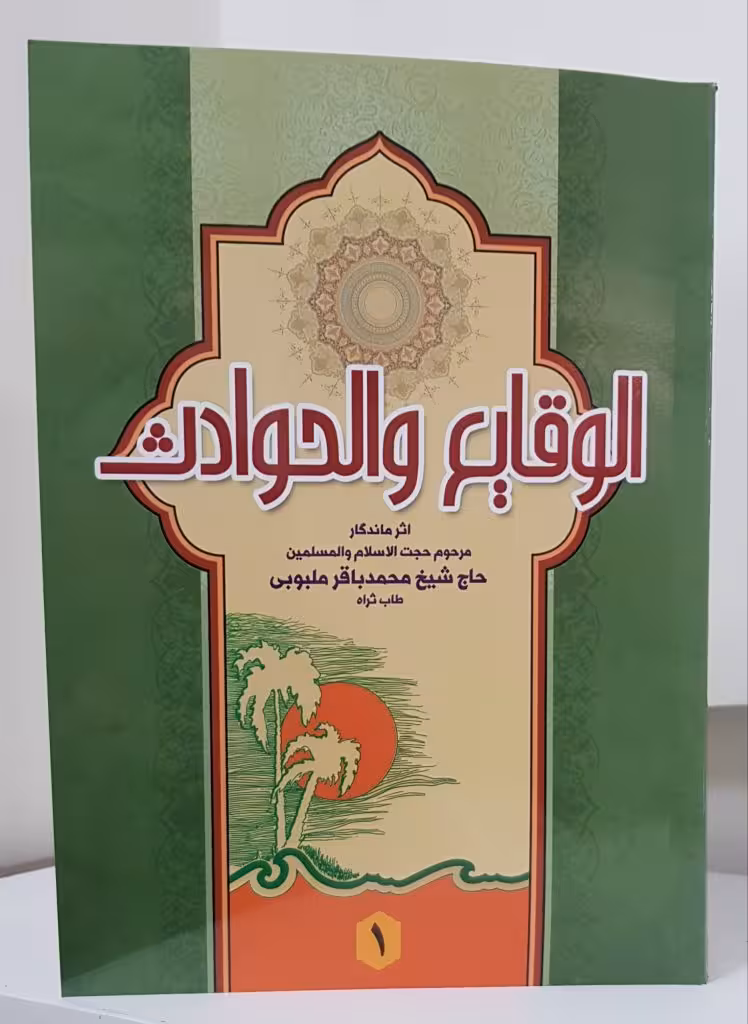 الوقایع والحوادث
اثر ماندگار
مرحوم حجت الاسلام والمسلمین
حاج شیخ محمدباقر ملبوبی
طاب ثراه
۱